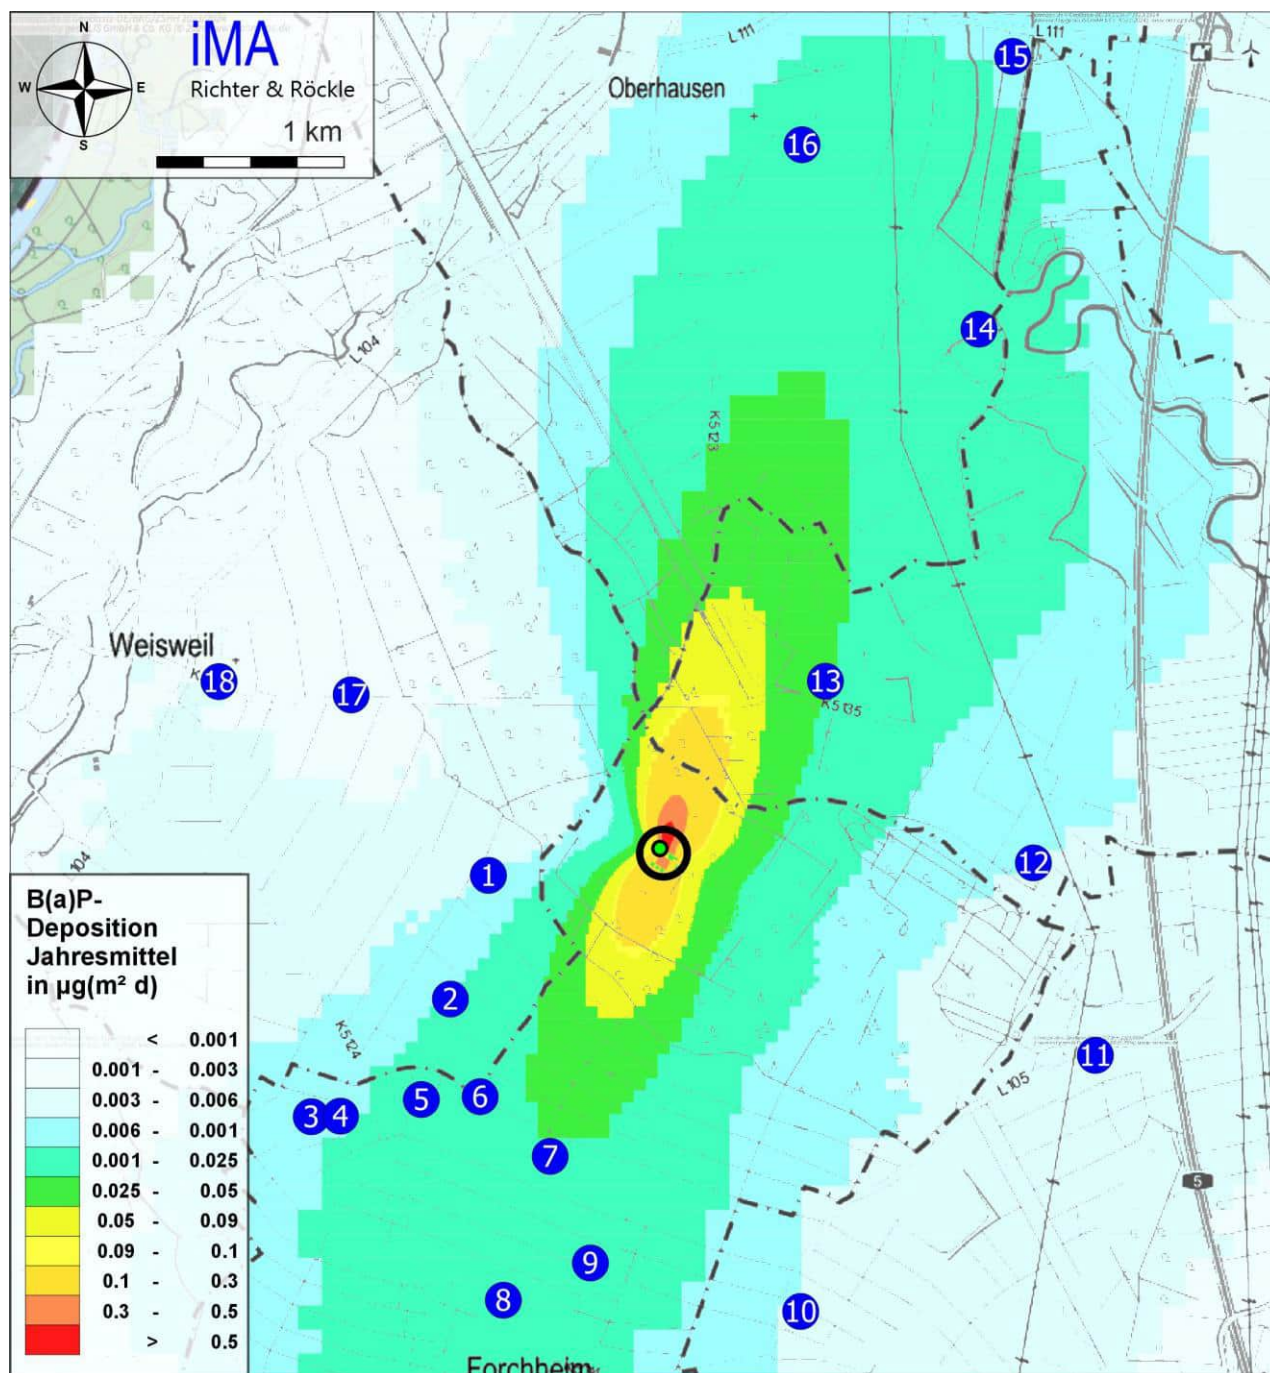 N
W E
S
iMA
Richter & Röckle
1 km
L 111
L 111
Oberhausen
15
16
14
L 104
K 5123
Weisweil
K
18
17
13
K 5135
104
1
12
2
K 5124
11
L 105
3
4
5
6
7
5
9
8
10
Forchheim
B(a)P-
Deposition
Jahresmittel
in µg(m² d)
< 0.001
0.001 - 0.003
0.003 - 0.006
0.006 - 0.001
0.001 - 0.025
0.025 - 0.05
0.05 - 0.09
0.09 - 0.1
0.1 - 0.3
0.3 - 0.5
> 0.5